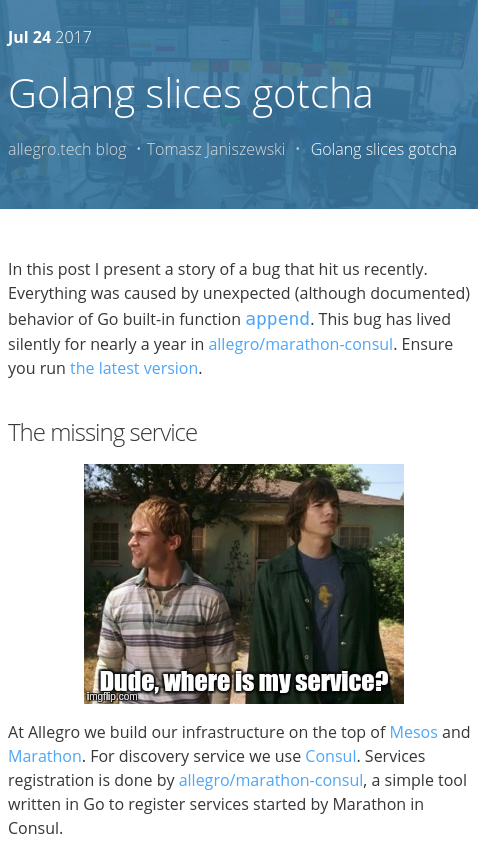 Jul 24 2017
Golang slices gotcha
allegro.tech blog • Tomasz Janiszewski • Golang slices gotcha
In this post I present a story of a bug that hit us recently.
Everything was caused by unexpected (although documented)
behavior of Go built-in function append. This bug has lived
silently for nearly a year in allegro/marathon-consul. Ensure
you run the latest version.
The missing service
Dude, where is my service?
imgflip.com
At Allegro we build our infrastructure on the top of Mesos and
Marathon. For discovery service we use Consul. Services
registration is done by allegro/marathon-consul, a simple tool
written in Go to register services started by Marathon in
Consul.